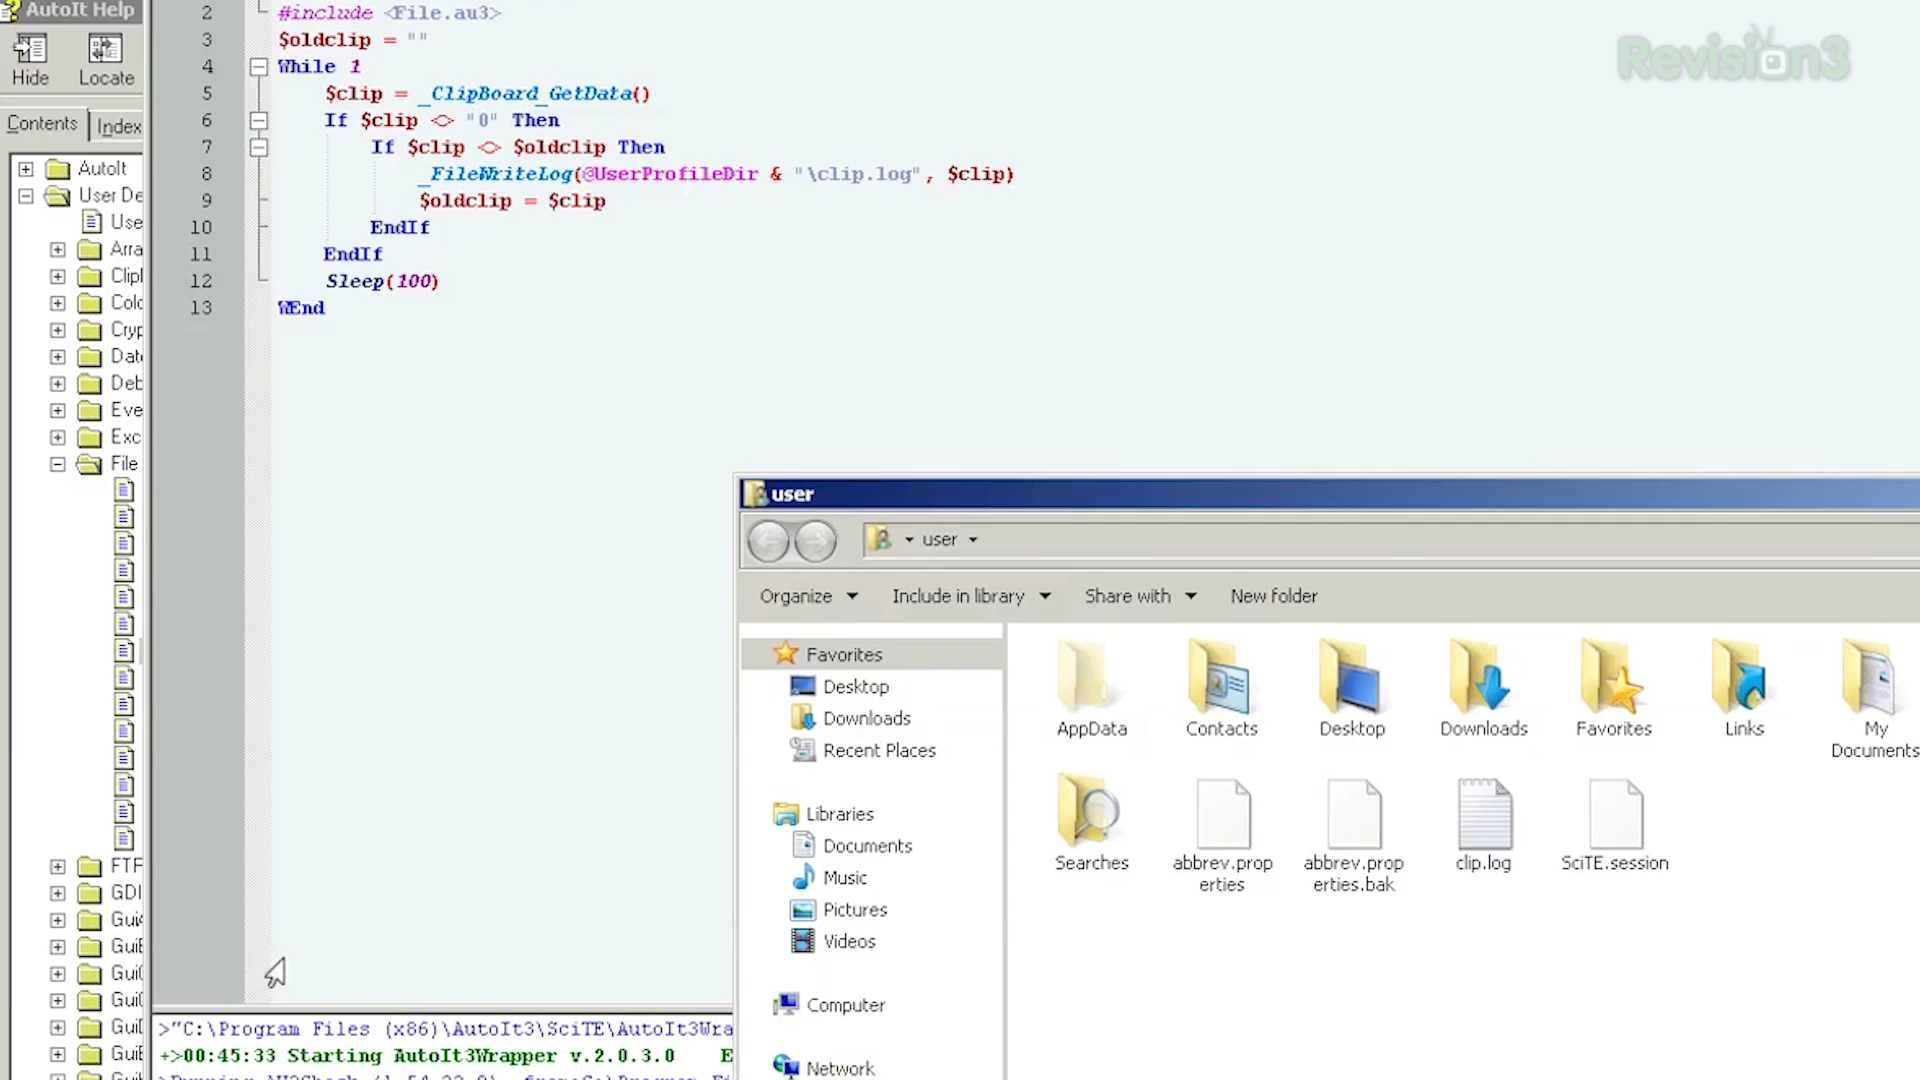 AutoIt Help
Hide
Locate
Contents
Index
AutoIt
User De
Use
Arra
Clip
Colo
Cryp
Date
Deb
Eve
Exc
File
FTF
GDI
Gui
GuiE
Gui
2 #include <File.au3>
3 $oldclip = ""
4 While 1
5 $clip = _ClipBoard_GetData()
6 If $clip <> "0" Then
7 If $clip <> $oldclip Then
8 _FileWriteLog(@UserProfileDir & "\clip.log", $clip)
9 $oldclip = $clip
10 EndIf
11 EndIf
12 Sleep(100)
13 WEnd
Revision3
user
user
Organize
Include in library
Share with
New folder
Favorites
Desktop
Downloads
Recent Places
Libraries
Documents
Music
Pictures
Videos
Computer
Network
AppData
Contacts
Desktop
Downloads
Favorites
Links
My
Documents
Searches
abbrev.prop
erties
abbrev.prop
erties.bak
clip.log
SciTE.session
>"C:\Program Files (x86)\AutoIt3\SciTE\AutoIt3Wra
+>00:45:33 Starting AutoIt3Wrapper v.2.0.3.0 E